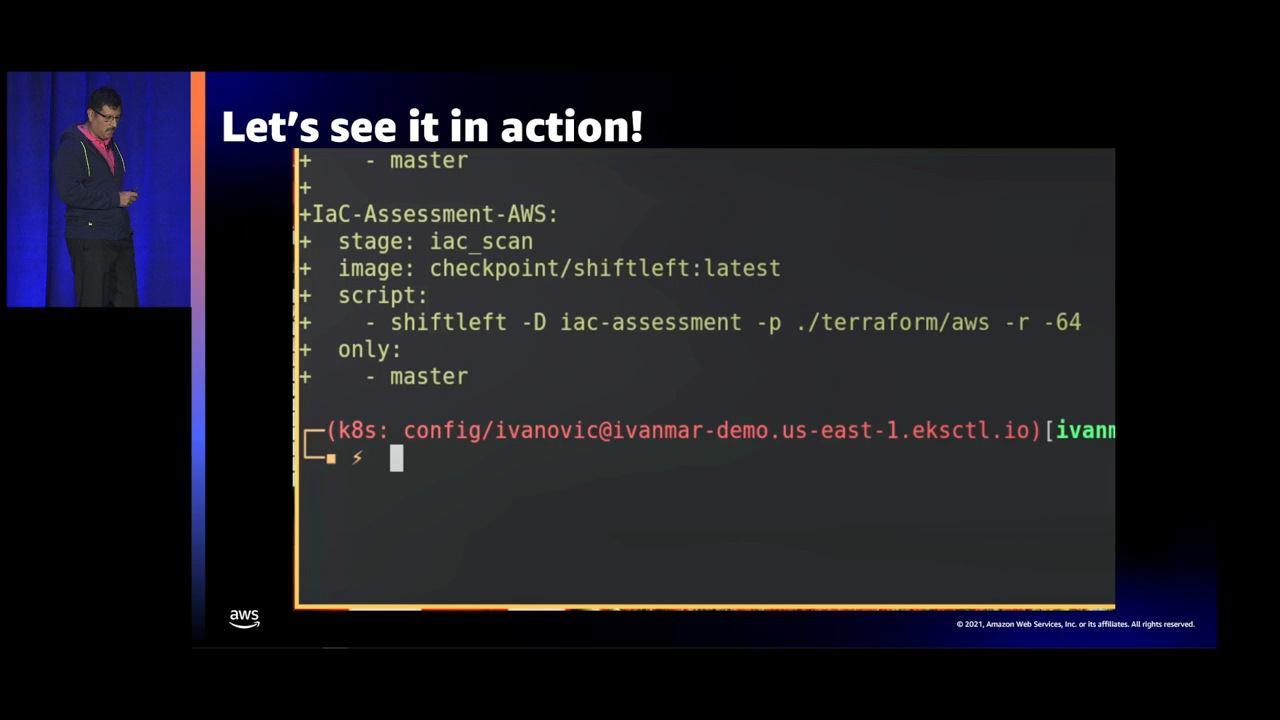 Let's see it in action!
+    - master
+
+IaC-Assessment-AWS:
+  stage: iac_scan
+  image: checkpoint/shiftleft:latest
+  script:
+    - shiftleft -D iac-assessment -p ./terraform/aws -r -64
+  only:
+    - master
(k8s: config/ivanovic@ivanmar-demo.us-east-1.eksctl.io)[ivanm
aws
© 2021, Amazon Web Services, Inc. or its affiliates. All rights reserved.